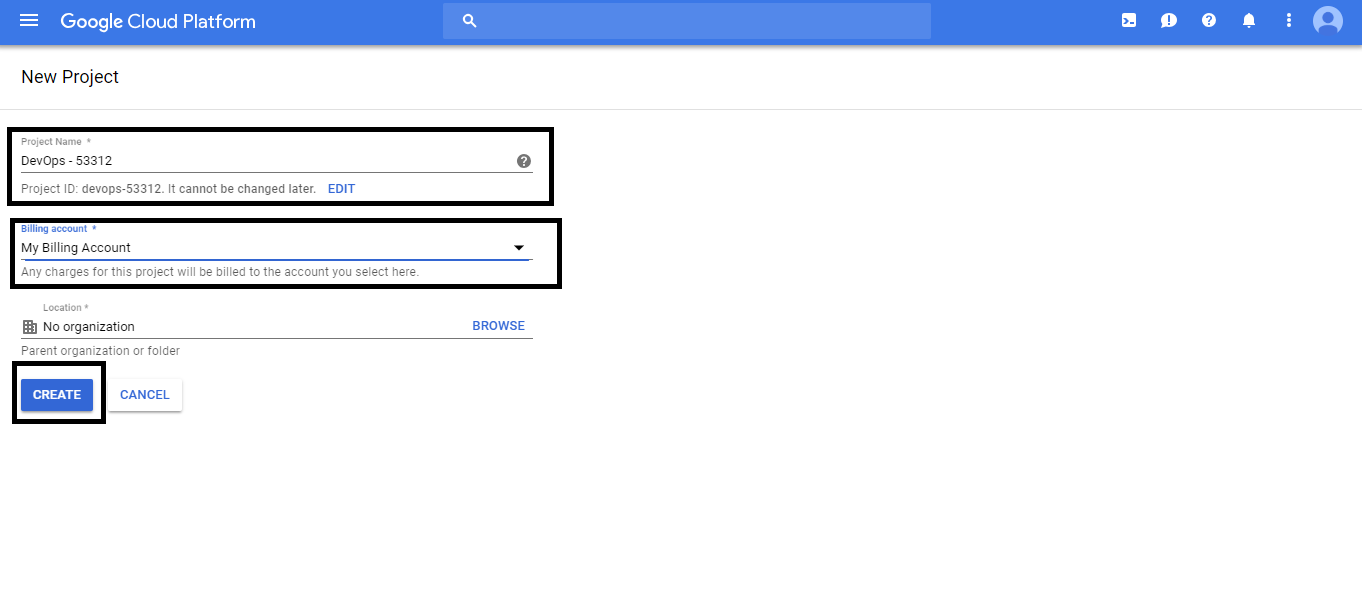 Google Cloud Platform
New Project
Project Name *
DevOps - 53312
Project ID: devops-53312. It cannot be changed later. EDIT
Billing account *
My Billing Account
Any charges for this project will be billed to the account you select here.
Location *
No organization BROWSE
Parent organization or folder
CREATE CANCEL